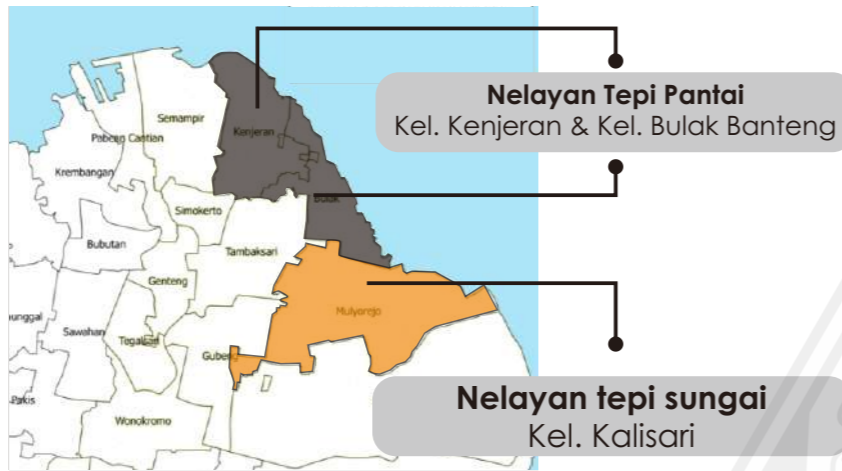 Nelayan Tepi Pantai
Kel. Kenjeran & Kel. Bulak Banteng
Semampir
Kenjeran
Pabean Cantian
Krembangan
Simokerto
Bulak
Bubutan
Tambaksari
Genteng
Mulyorejo
unggal
Sawahan
Tegalsari
Gubeng
Pakis
Wonokromo
Nelayan tepi sungai
Kel. Kalisari